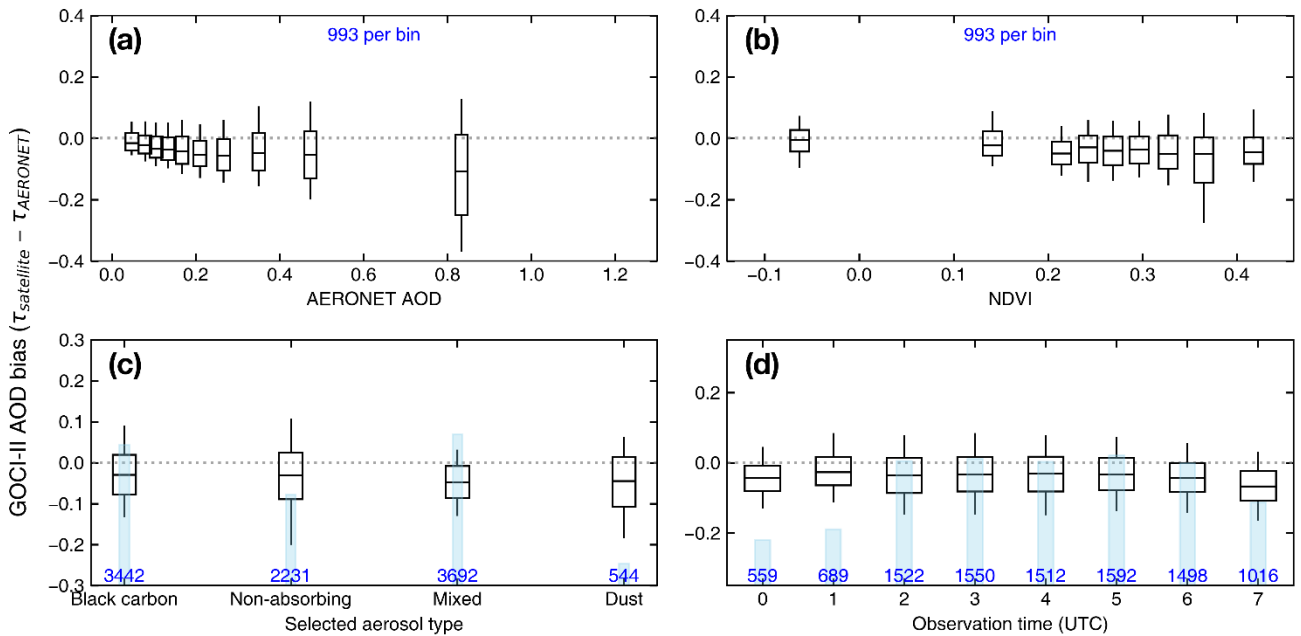 GOCI-II AOD bias (τsatellite − τAERONET)
(a)
993 per bin
0.4
0.2
0.0
−0.2
−0.4
0.0 0.2 0.4 0.6 0.8 1.0 1.2
AERONET AOD
(b)
993 per bin
0.4
0.2
0.0
−0.2
−0.4
−0.1 0.0 0.1 0.2 0.3 0.4
NDVI
(c)
0.3
0.2
0.1
0.0
−0.1
−0.2
−0.3
3442 2231 3692 544
Black carbon Non-absorbing Mixed Dust
Selected aerosol type
(d)
0.2
0.0
−0.2
559 689 1522 1550 1512 1592 1498 1016
0 1 2 3 4 5 6 7
Observation time (UTC)